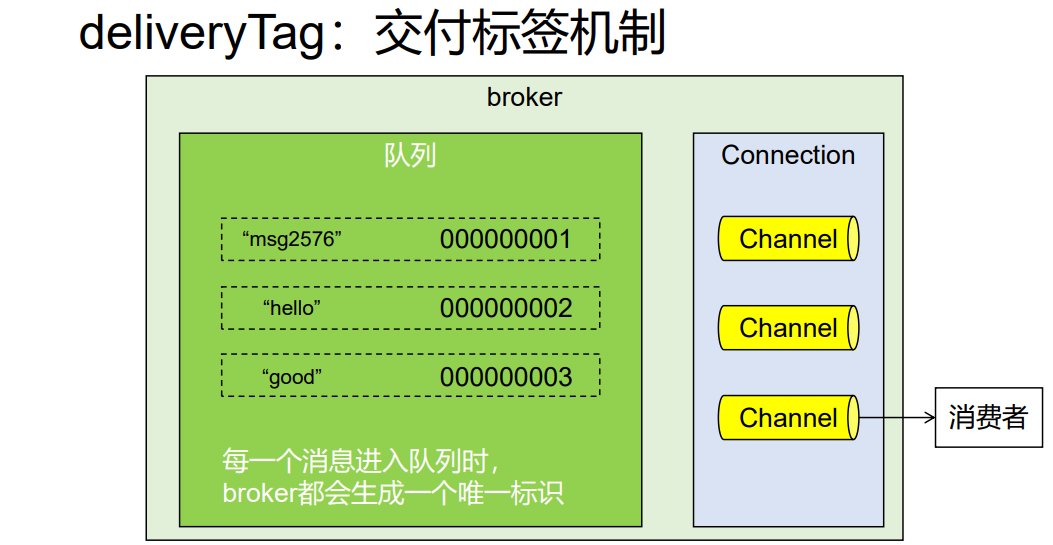 deliveryTag：交付标签机制
broker
队列
Connection
“msg2576” 000000001
Channel
“hello” 000000002
Channel
“good” 000000003
Channel
消费者
每一个消息进入队列时，
broker都会生成一个唯一标识